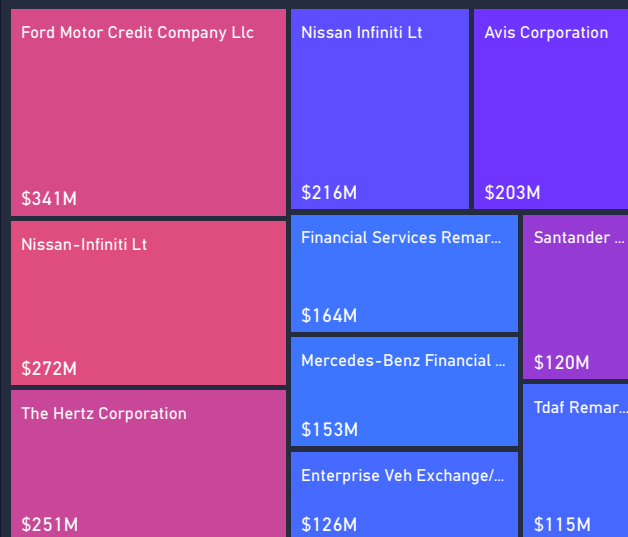 Ford Motor Credit Company Llc
$341M
Nissan-Infiniti Lt
$272M
The Hertz Corporation
$251M
Nissan Infiniti Lt
$216M
Avis Corporation
$203M
Financial Services Remar...
$164M
Mercedes-Benz Financial ...
$153M
Enterprise Veh Exchange/...
$126M
Santander ...
$120M
Tdaf Remar...
$115M